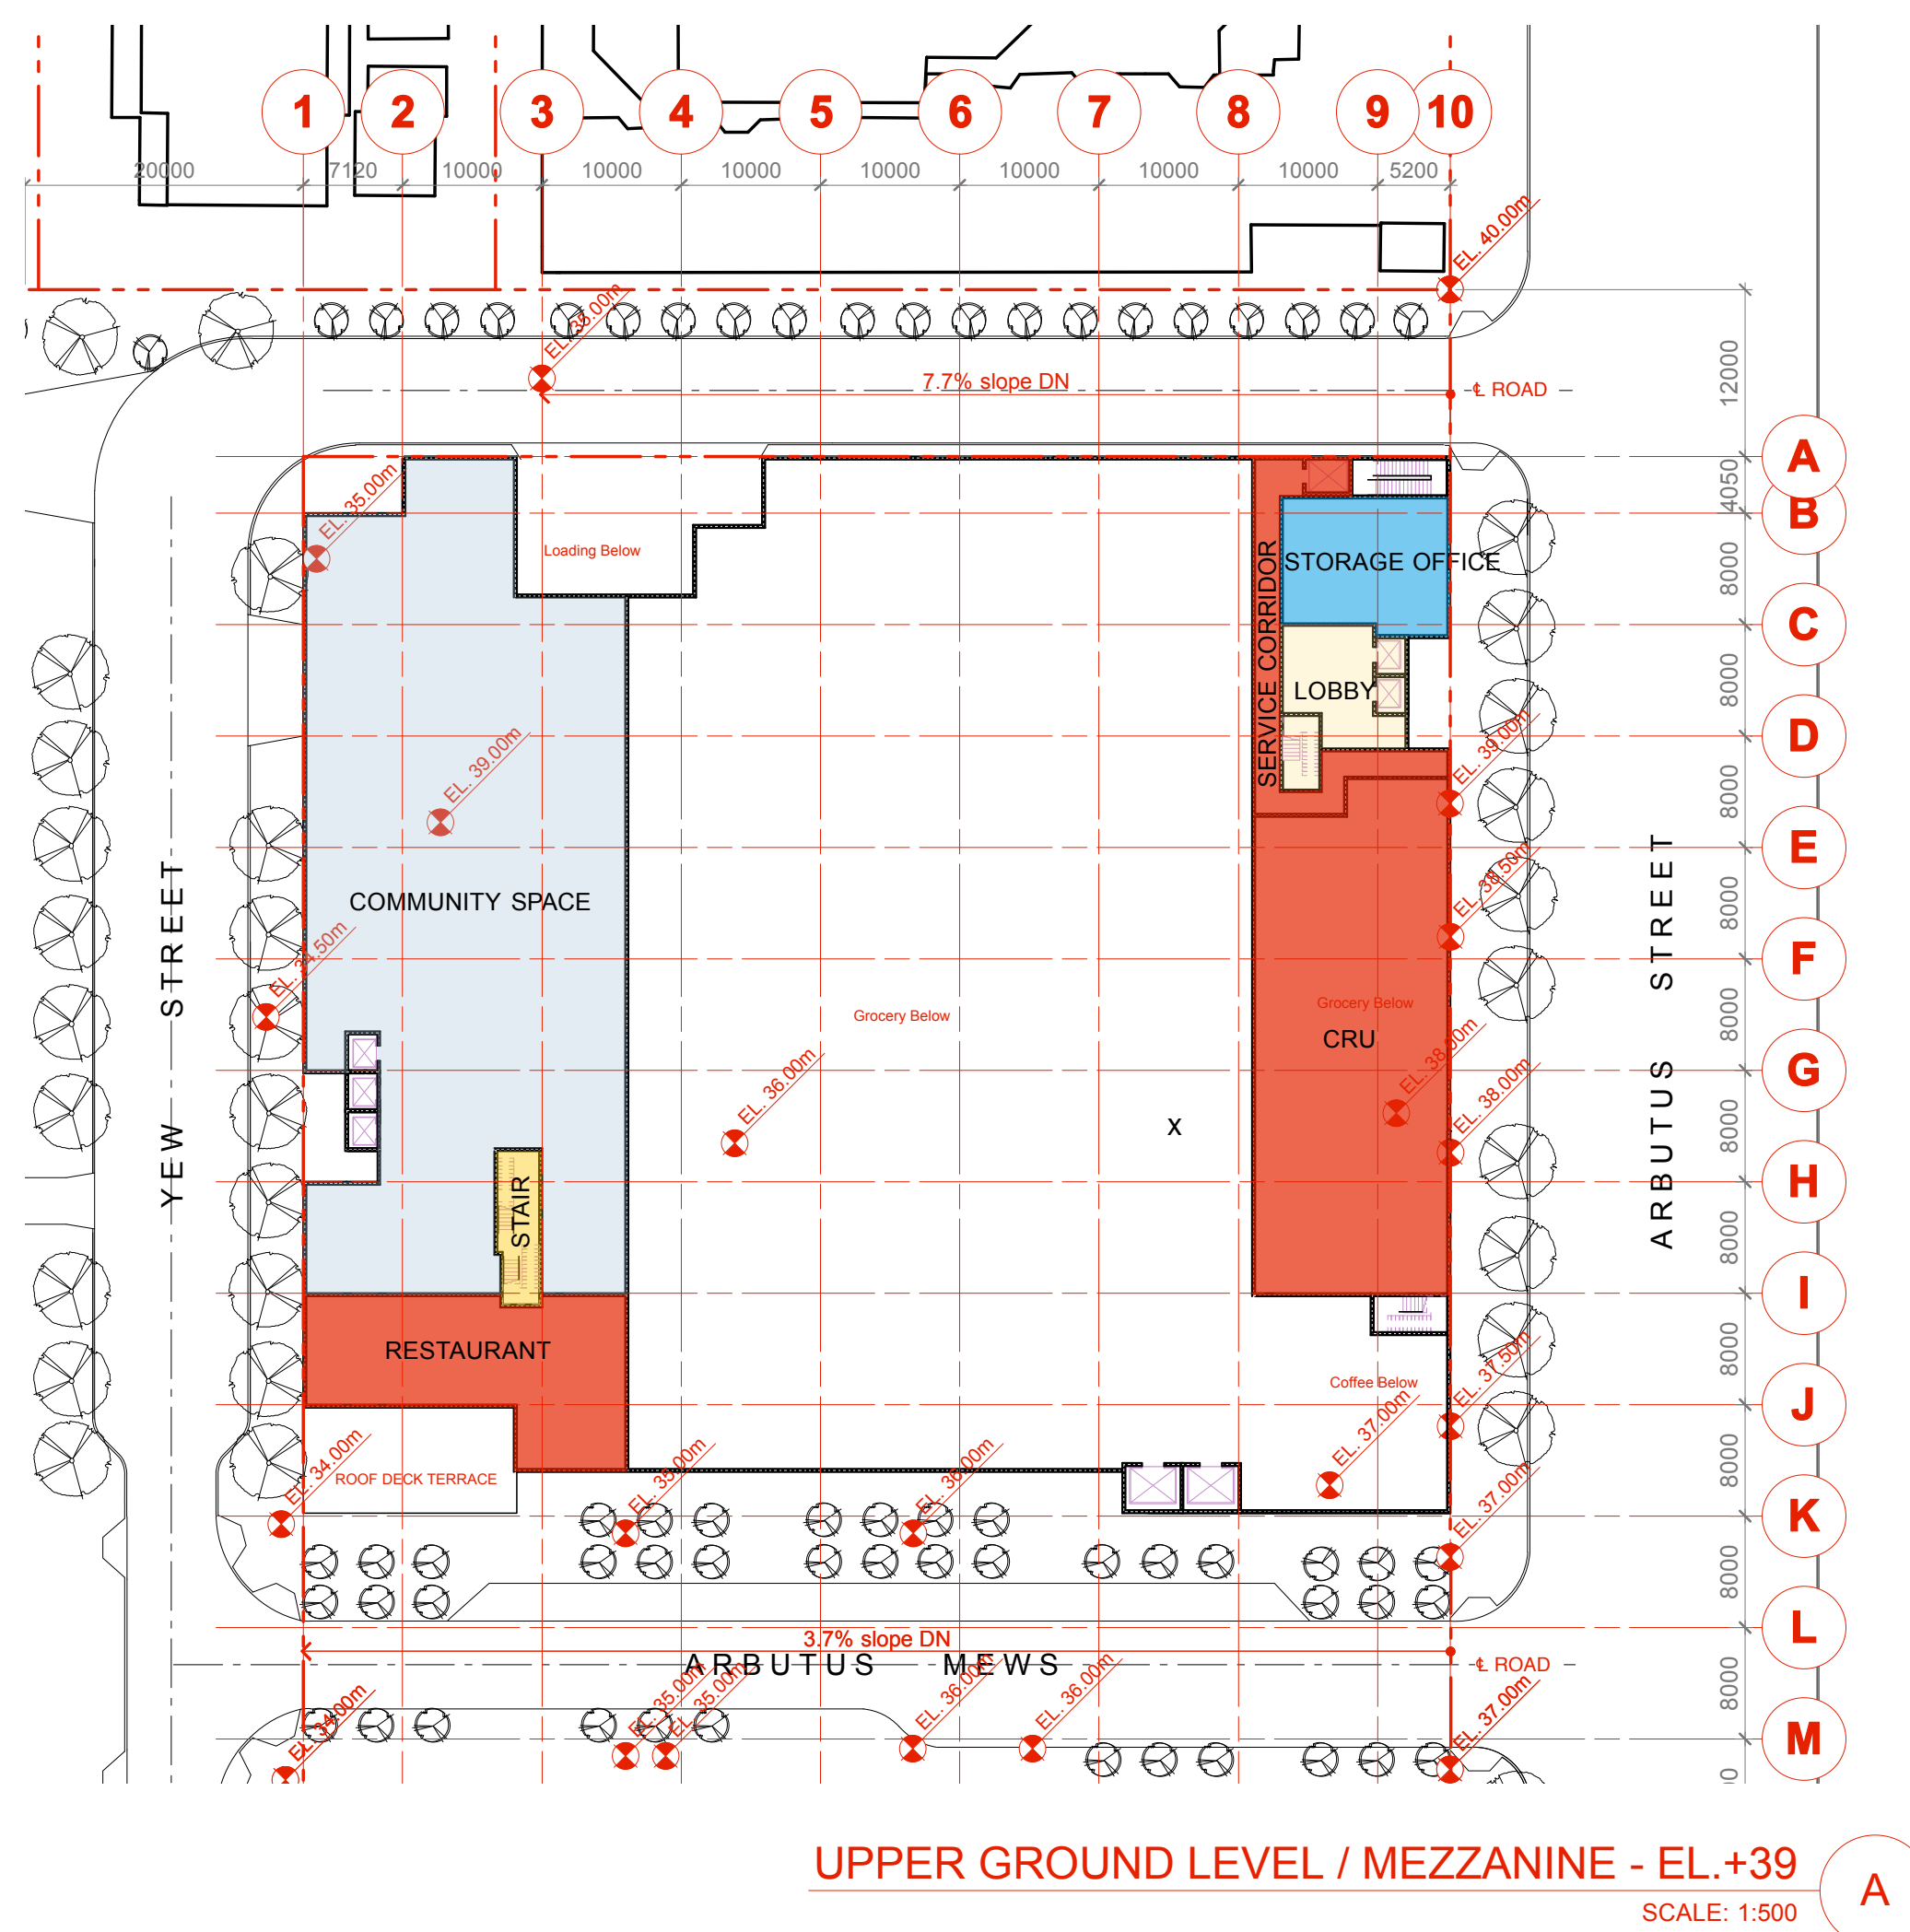 1 2 3 4 5 6 7 8 9 10
20000 7120 10000 10000 10000 10000 10000 10000 10000 5200
EL. 40.00m
EL. 35.00m
7.7% slope DN
℄ ROAD
12000
A
4050
B
EL. 35.00m
Loading Below
SERVICE CORRIDOR
STORAGE OFFICE
8000
C
LOBBY
8000
D
EL. 39.00m
EL. 39.00m
8000
E
EL. 38.50m
COMMUNITY SPACE
8000
F
EL. 34.50m
YEW STREET
ARBUTUS STREET
Grocery Below
Grocery Below
CRU
8000
G
EL. 36.00m
EL. 38.00m
EL. 38.00m
X
8000
H
STAIR
8000
I
RESTAURANT
EL. 37.50m
Coffee Below
8000
J
EL. 37.00m
EL. 34.00m
ROOF DECK TERRACE
EL. 35.00m
EL. 36.00m
EL. 37.00m
8000
K
8000
L
3.7% slope DN
ARBUTUS MEWS
℄ ROAD
8000
EL. 34.00m
EL. 35.00m
EL. 35.00m
EL. 36.00m
EL. 36.00m
EL. 37.00m
M
UPPER GROUND LEVEL / MEZZANINE - EL.+39
A
SCALE: 1:500